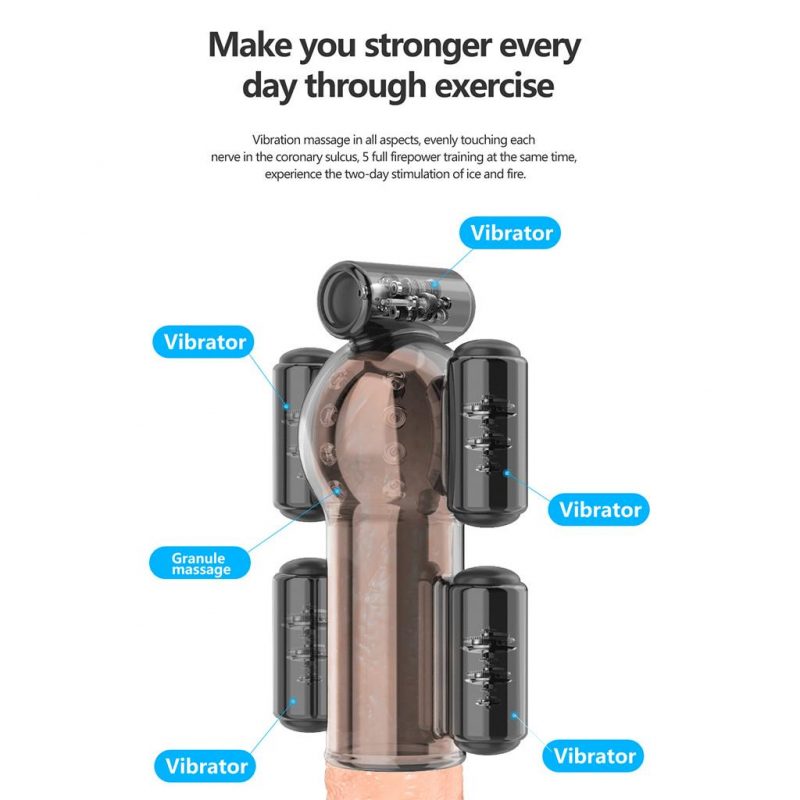 Make you stronger every
day through exercise
Vibration massage in all aspects, evenly touching each
nerve in the coronary sulcus, 5 full firepower training at the same time,
experience the two-day stimulation of ice and fire.
Vibrator
Vibrator
Vibrator
Granule
massage
Vibrator
Vibrator